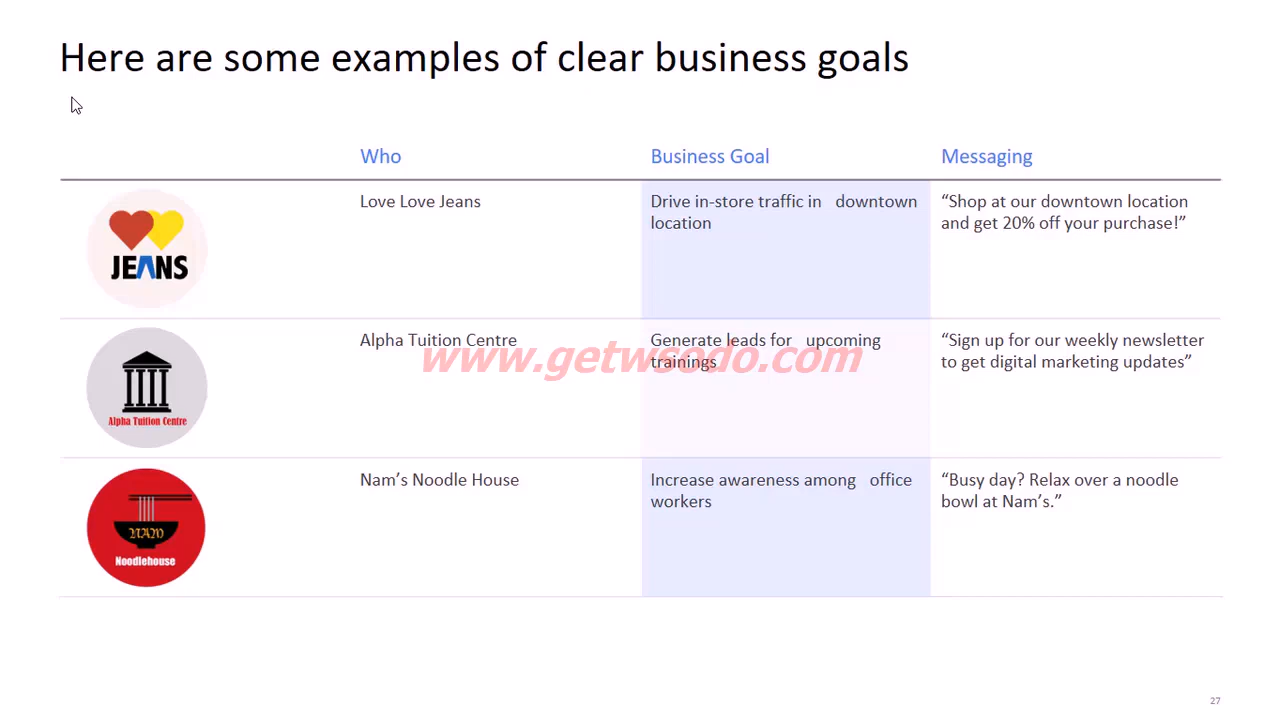 Here are some examples of clear business goals
Who
Business Goal
Messaging
JEANS
Love Love Jeans
Drive in-store traffic in downtown
location
“Shop at our downtown location
and get 20% off your purchase!”
Alpha Tuition Centre
Alpha Tuition Centre
Generate leads for upcoming
trainings
“Sign up for our weekly newsletter
to get digital marketing updates”
www.getwsodo.com
NAM
Noodlehouse
Nam’s Noodle House
Increase awareness among office
workers
“Busy day? Relax over a noodle
bowl at Nam’s.”
27